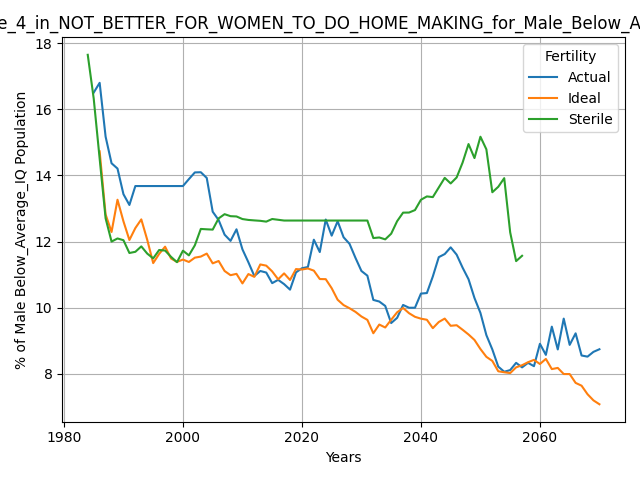 e_4_in_NOT_BETTER_FOR_WOMEN_TO_DO_HOME_MAKING_for_Male_Below_A
Fertility
Actual
Ideal
Sterile
% of Male Below_Average_IQ Population
18
16
14
12
10
8
1980 2000 2020 2040 2060
Years